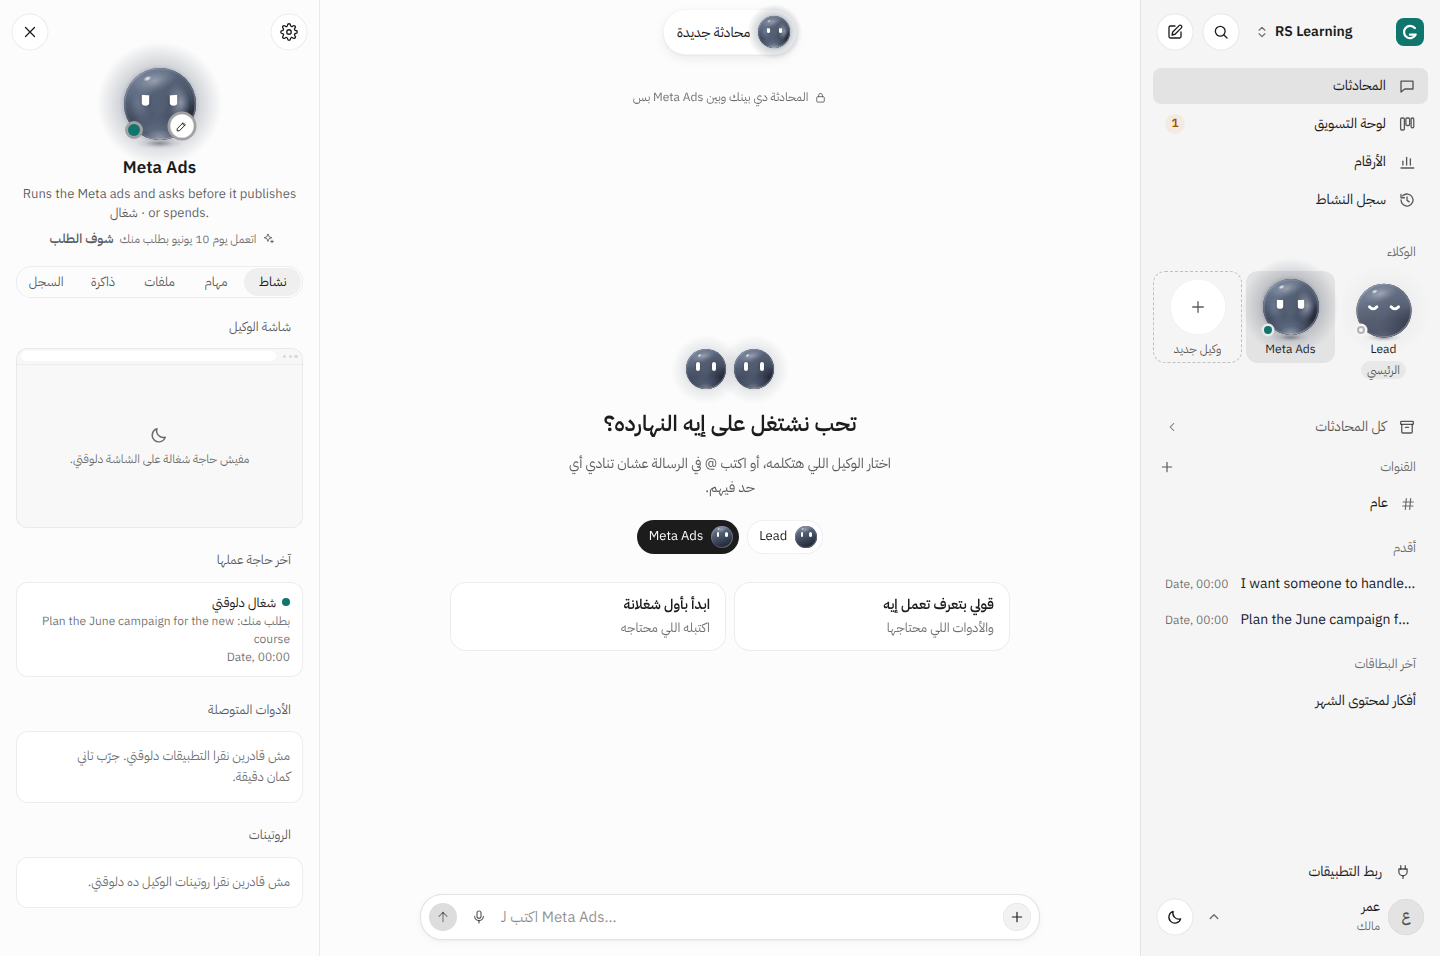 RS Learning
المحادثات
لوحة التسويق
1
الأرقام
سجل النشاط
الوكلاء
Lead
الرئيسي
Meta Ads
وكيل جديد
كل المحادثات
القنوات
عام
أقدم
I want someone to handle...
Date, 00:00
Plan the June campaign f...
Date, 00:00
آخر البطاقات
أفكار لمحتوى الشهر
ربط التطبيقات
ع
عمر
مالك
محادثة جديدة
المحادثة دي بينك وبين Meta Ads بس
تحب نشتغل على إيه النهارده؟
اختار الوكيل اللي هتكلمه، أو اكتب @ في الرسالة عشان تنادي أي
حد فيهم.
Lead
Meta Ads
قولي بتعرف تعمل إيه
والأدوات اللي محتاجها
ابدأ بأول شغلانة
اكتبله اللي محتاجه
اكتب لـ Meta Ads...
Meta Ads
Runs the Meta ads and asks before it publishes
or spends. · شغال
اتعمل يوم 10 يونيو بطلب منك شوف الطلب
نشاط
مهام
ملفات
ذاكرة
السجل
شاشة الوكيل
مفيش حاجة شغالة على الشاشة دلوقتي.
آخر حاجة عملها
شغال دلوقتي
بطلب منك: Plan the June campaign for the new
course
Date, 00:00
الأدوات المتوصلة
مش قادرين نقرا التطبيقات دلوقتي. جرّب تاني
كمان دقيقة.
الروتينات
مش قادرين نقرا روتينات الوكيل ده دلوقتي.